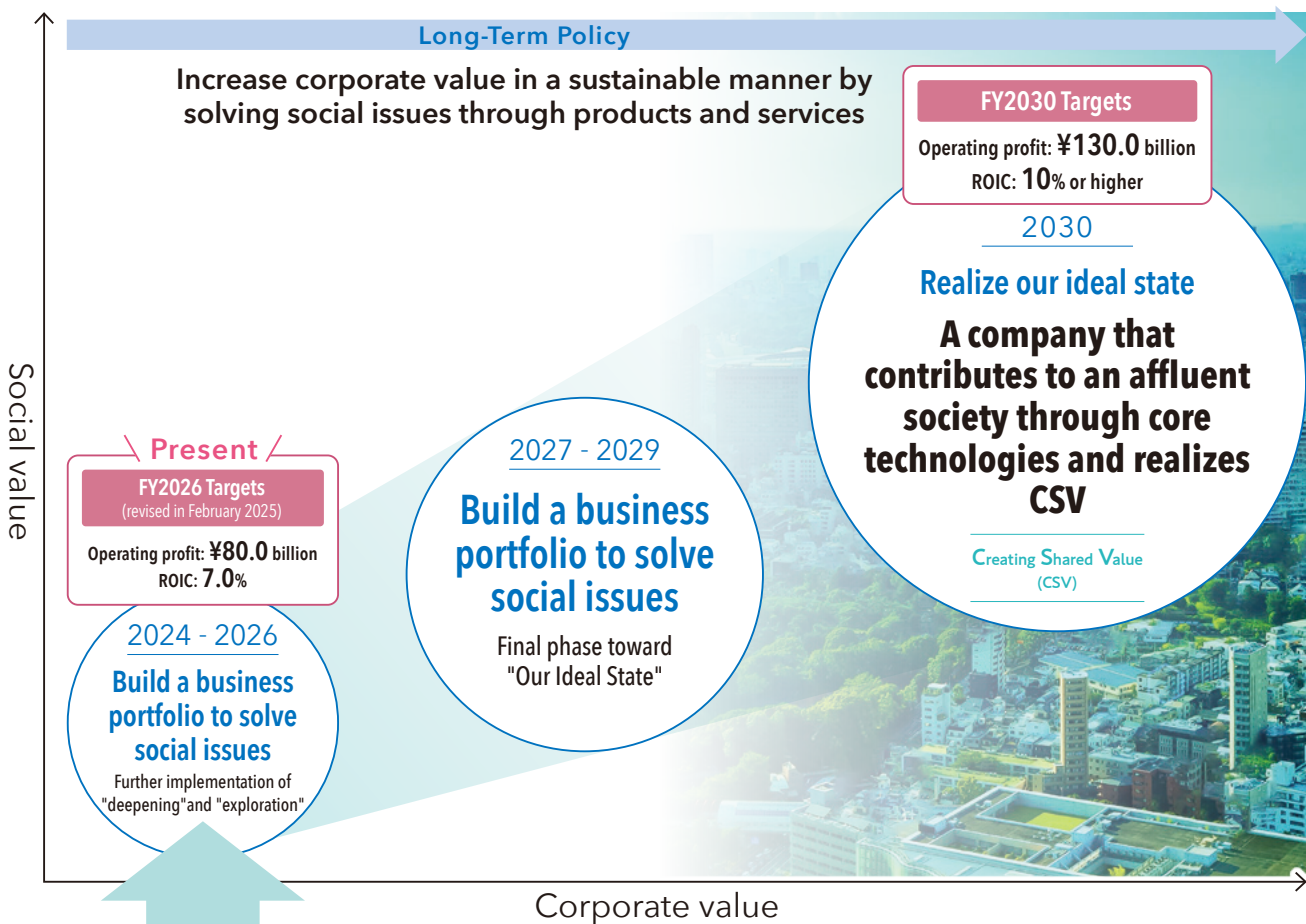 Long-Term Policy
Increase corporate value in a sustainable manner by
solving social issues through products and services
FY2030 Targets
Operating profit: ¥130.0 billion
ROIC: 10% or higher
2030
Realize our ideal state
A company that
contributes to an affluent
society through core
technologies and realizes
CSV
Creating Shared Value
(CSV)
Social value
2027 - 2029
Build a business
portfolio to solve
social issues
Final phase toward
"Our Ideal State"
Present
FY2026 Targets
(revised in February 2025)
Operating profit: ¥80.0 billion
ROIC: 7.0%
2024 - 2026
Build a business
portfolio to solve
social issues
Further implementation of
"deepening"and "exploration"
Corporate value